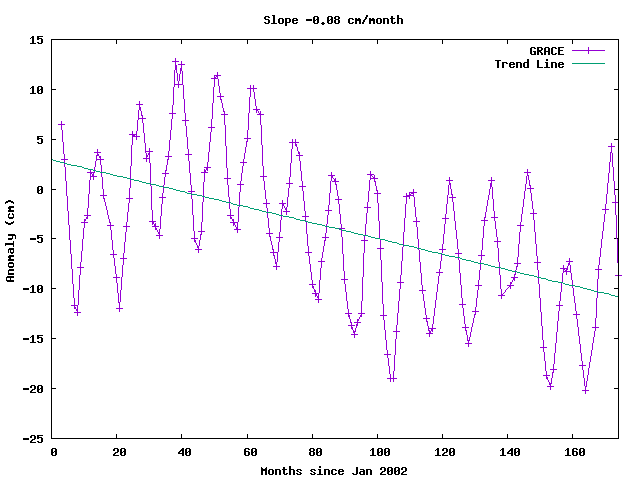 Slope -0.08 cm/month
GRACE
Trend Line
15
10
5
0
-5
-10
-15
-20
-25
Anomaly (cm)
0 20 40 60 80 100 120 140 160
Months since Jan 2002